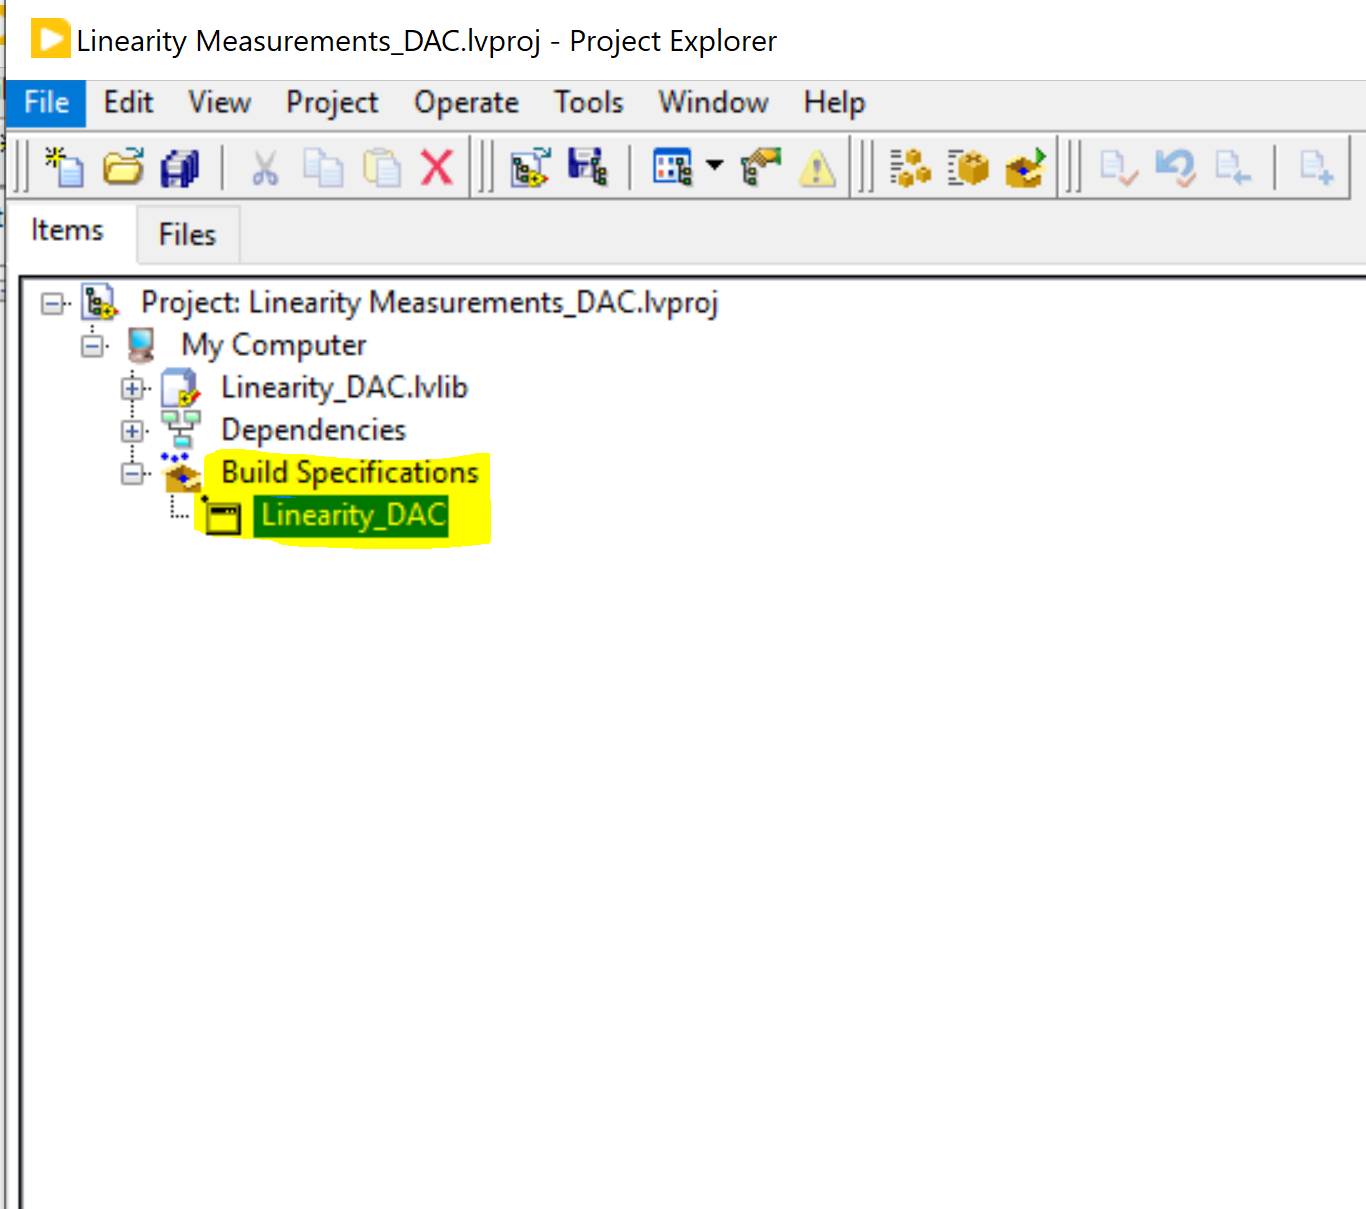 Linearity Measurements_DAC.lvproj - Project Explorer
File Edit View Project Operate Tools Window Help
Items Files
Project: Linearity Measurements_DAC.lvproj
My Computer
Linearity_DAC.lvlib
Dependencies
Build Specifications
Linearity_DAC